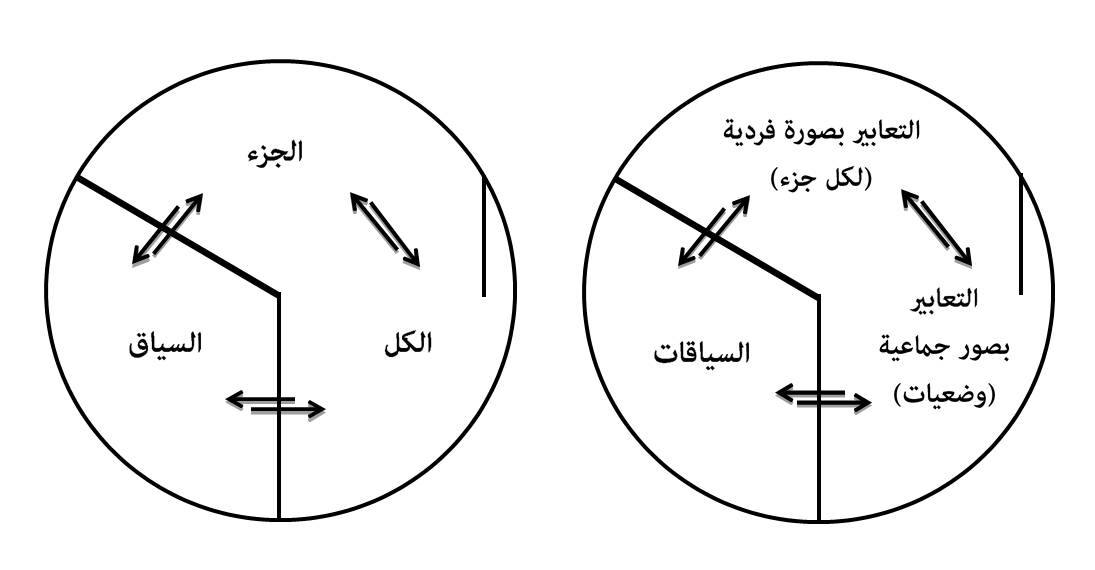 التعابير بصورة فردية
(لكل جزء)
التعابير
بصور جماعية
(وضعيات)
السياقات
الجزء
الكل
السياق